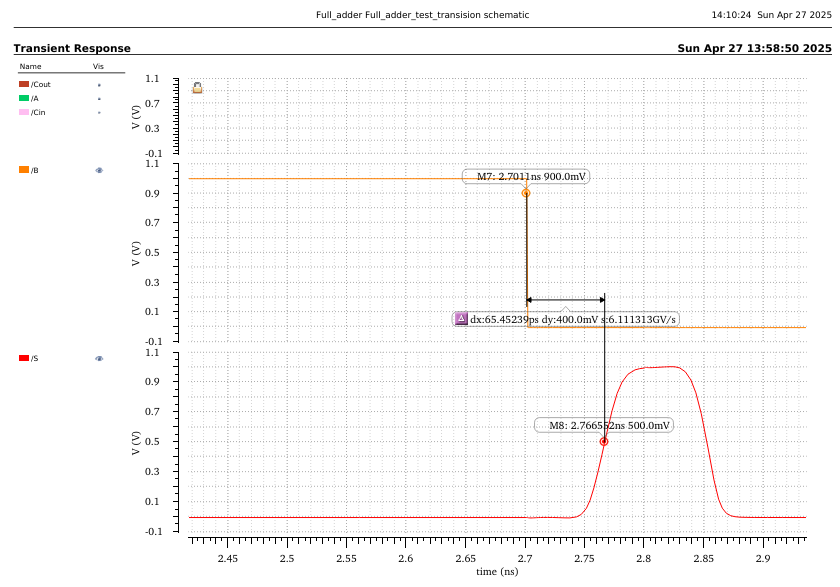 Full_adder Full_adder_test_transision schematic 14:10:24 Sun Apr 27 2025
Transient Response Sun Apr 27 13:58:50 2025
Name Vis
/Cout
/A
/Cin
1.1
0.7
0.3
-0.1
V (V)
/B
1.1
0.9
0.7
0.5
0.3
0.1
-0.1
V (V)
M7: 2.7011ns 900.0mV
dx:65.45239ps dy:400.0mV s:6.111313GV/s
/S
1.1
0.9
0.7
0.5
0.3
0.1
-0.1
V (V)
M8: 2.766552ns 500.0mV
2.45 2.5 2.55 2.6 2.65 2.7 2.75 2.8 2.85 2.9
time (ns)